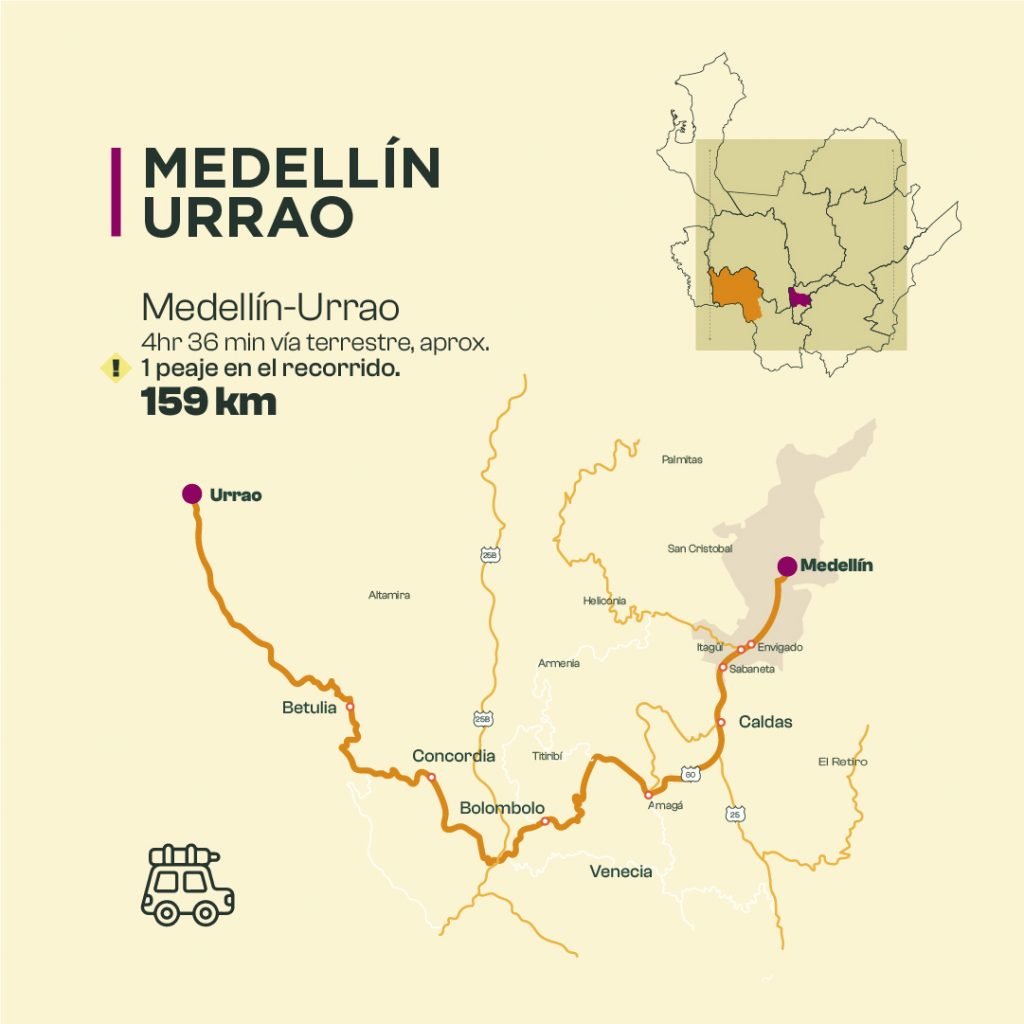 MEDELLÍN
URRAO
Medellín-Urrao
4hr 36 min vía terrestre, aprox.
! 1 peaje en el recorrido.
159 km
Palmitas
Urrao
San Cristobal
25B
Medellín
Altamira
Heliconia
Itagüí
Envigado
Armenia
Sabaneta
Betulia
25B
Caldas
Concordia
Titiribí
El Retiro
60
Bolombolo
Amagá
25
Venecia